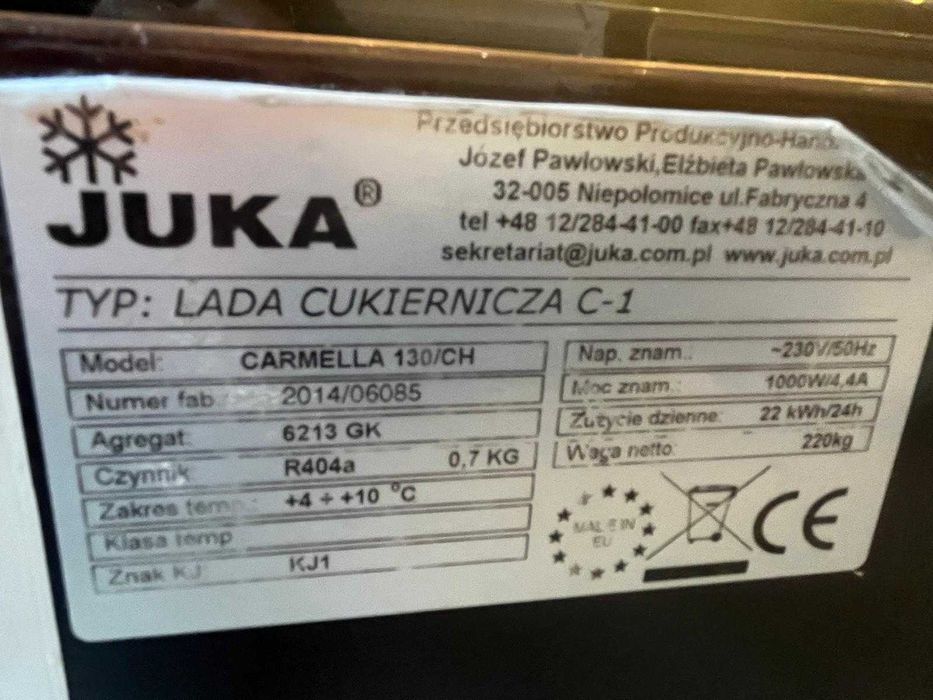 JUKA®
Przedsiębiorstwo Produkcyjno-Hand
Józef Pawłowski,Elżbieta Pawłowska
32-005 Niepołomice ul.Fabryczna 4
tel +48 12/284-41-00 fax+48 12/284-41-10
sekretariat@juka.com.pl www.juka.com.pl
TYP: LADA CUKIERNICZA C-1
Model: CARMELLA 130/CH
Numer fab 2014/06085
Agregat: 6213 GK
Czynnik R404a 0,7 KG
Zakres temp.: +4 ÷ +10 °C
Klasa temp
Znak KJ KJ1
Nap. znam.: ~230V/50Hz
Moc znam.: 1000W/4,4A
Zużycie dzienne: 22 kWh/24h
Waga netto: 220kg
MADE IN
EU
CE